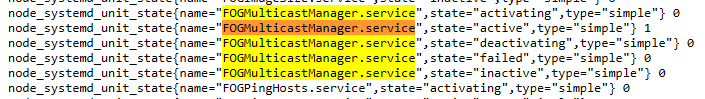 node_systemd_unit_state{name="FOGMulticastManager.service",state="activating",type="simple"} 0
node_systemd_unit_state{name="FOGMulticastManager.service",state="active",type="simple"} 1
node_systemd_unit_state{name="FOGMulticastManager.service",state="deactivating",type="simple"} 0
node_systemd_unit_state{name="FOGMulticastManager.service",state="failed",type="simple"} 0
node_systemd_unit_state{name="FOGMulticastManager.service",state="inactive",type="simple"} 0
node_systemd_unit_state{name="FOGPingHosts.service",state="activating",type="simple"} 0